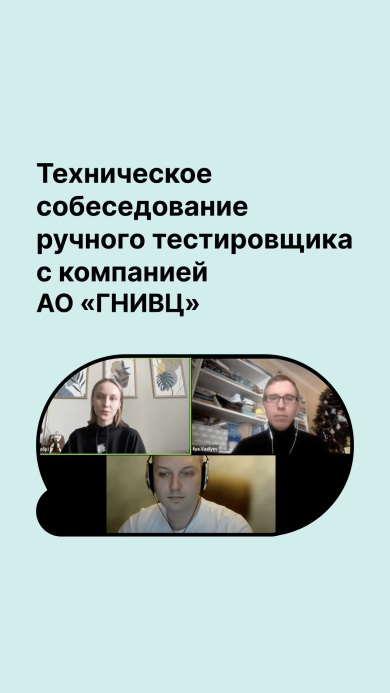 Техническое
собеседование
ручного тестировщика
с компанией
АО «ГНИВЦ»